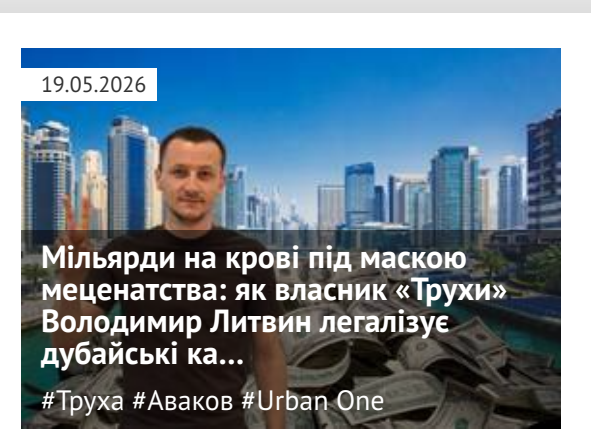 19.05.2026
Мільярди на крові під маскою
меценатства: як власник «Трухи»
Володимир Литвин легалізує
дубайські ка...
#Труха #Аваков #Urban One